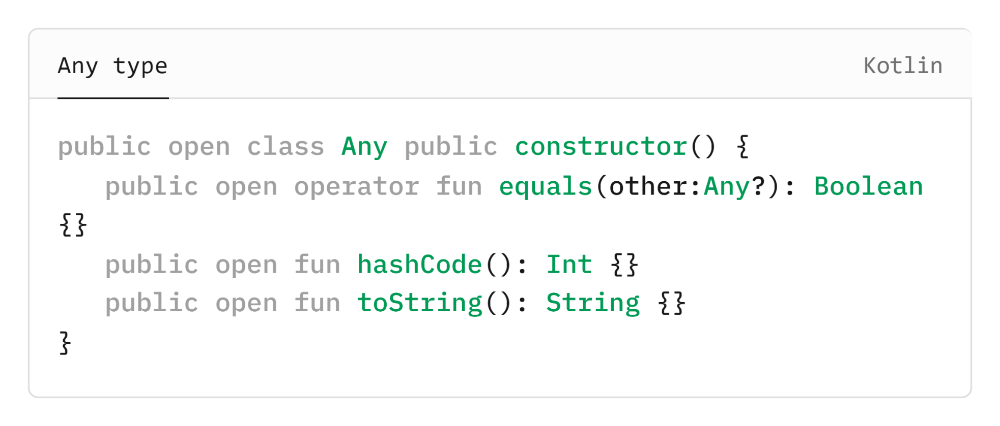 Any type
Kotlin
public open class Any public constructor() {
   public open operator fun equals(other:Any?): Boolean
{}
   public open fun hashCode(): Int {}
   public open fun toString(): String {}
}